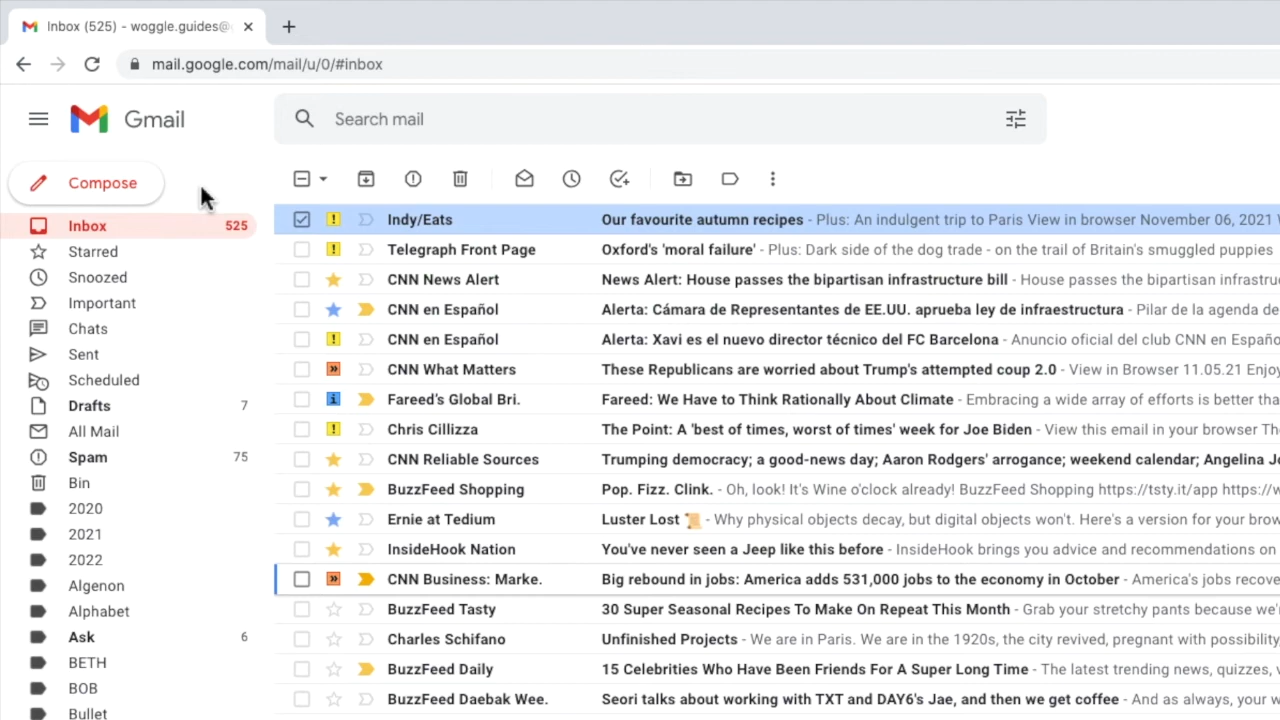 Inbox (525) - woggle.guides@
mail.google.com/mail/u/0/#inbox
Gmail
Search mail
Compose
Inbox 525
Starred
Snoozed
Important
Chats
Sent
Scheduled
Drafts 7
All Mail
Spam 75
Bin
2020
2021
2022
Algenon
Alphabet
Ask 6
BETH
BOB
Bullet
Indy/Eats Our favourite autumn recipes - Plus: An indulgent trip to Paris View in browser November 06, 2021
Telegraph Front Page Oxford's 'moral failure' - Plus: Dark side of the dog trade - on the trail of Britain's smuggled puppies
CNN News Alert News Alert: House passes the bipartisan infrastructure bill - House passes the bipartisan infrastruc
CNN en Español Alerta: Cámara de Representantes de EE.UU. aprueba ley de infraestructura - Pilar de la agenda de
CNN en Español Alerta: Xavi es el nuevo director técnico del FC Barcelona - Anuncio oficial del club CNN en Españo
CNN What Matters These Republicans are worried about Trump's attempted coup 2.0 - View in Browser 11.05.21 Enjoy
Fareed's Global Bri. Fareed: We Have to Think Rationally About Climate - Embracing a wide array of efforts is better tha
Chris Cillizza The Point: A 'best of times, worst of times' week for Joe Biden - View this email in your browser Th
CNN Reliable Sources Trumping democracy; a good-news day; Aaron Rodgers' arrogance; weekend calendar; Angelina Jo
BuzzFeed Shopping Pop. Fizz. Clink. - Oh, look! It's Wine o'clock already! BuzzFeed Shopping https://tsty.it/app https://w
Ernie at Tedium Luster Lost 📜 - Why physical objects decay, but digital objects won't. Here's a version for your brow
InsideHook Nation You've never seen a Jeep like this before - InsideHook brings you advice and recommendations on
CNN Business: Marke. Big rebound in jobs: America adds 531,000 jobs to the economy in October - America's jobs recove
BuzzFeed Tasty 30 Super Seasonal Recipes To Make On Repeat This Month - Grab your stretchy pants because we'
Charles Schifano Unfinished Projects - We are in Paris. We are in the 1920s, the city revived, pregnant with possibility,
BuzzFeed Daily 15 Celebrities Who Have Been Friends For A Super Long Time - The latest trending news, quizzes, v
BuzzFeed Daebak Wee. Seori talks about working with TXT and DAY6's Jae, and then we get coffee - And as always, your w